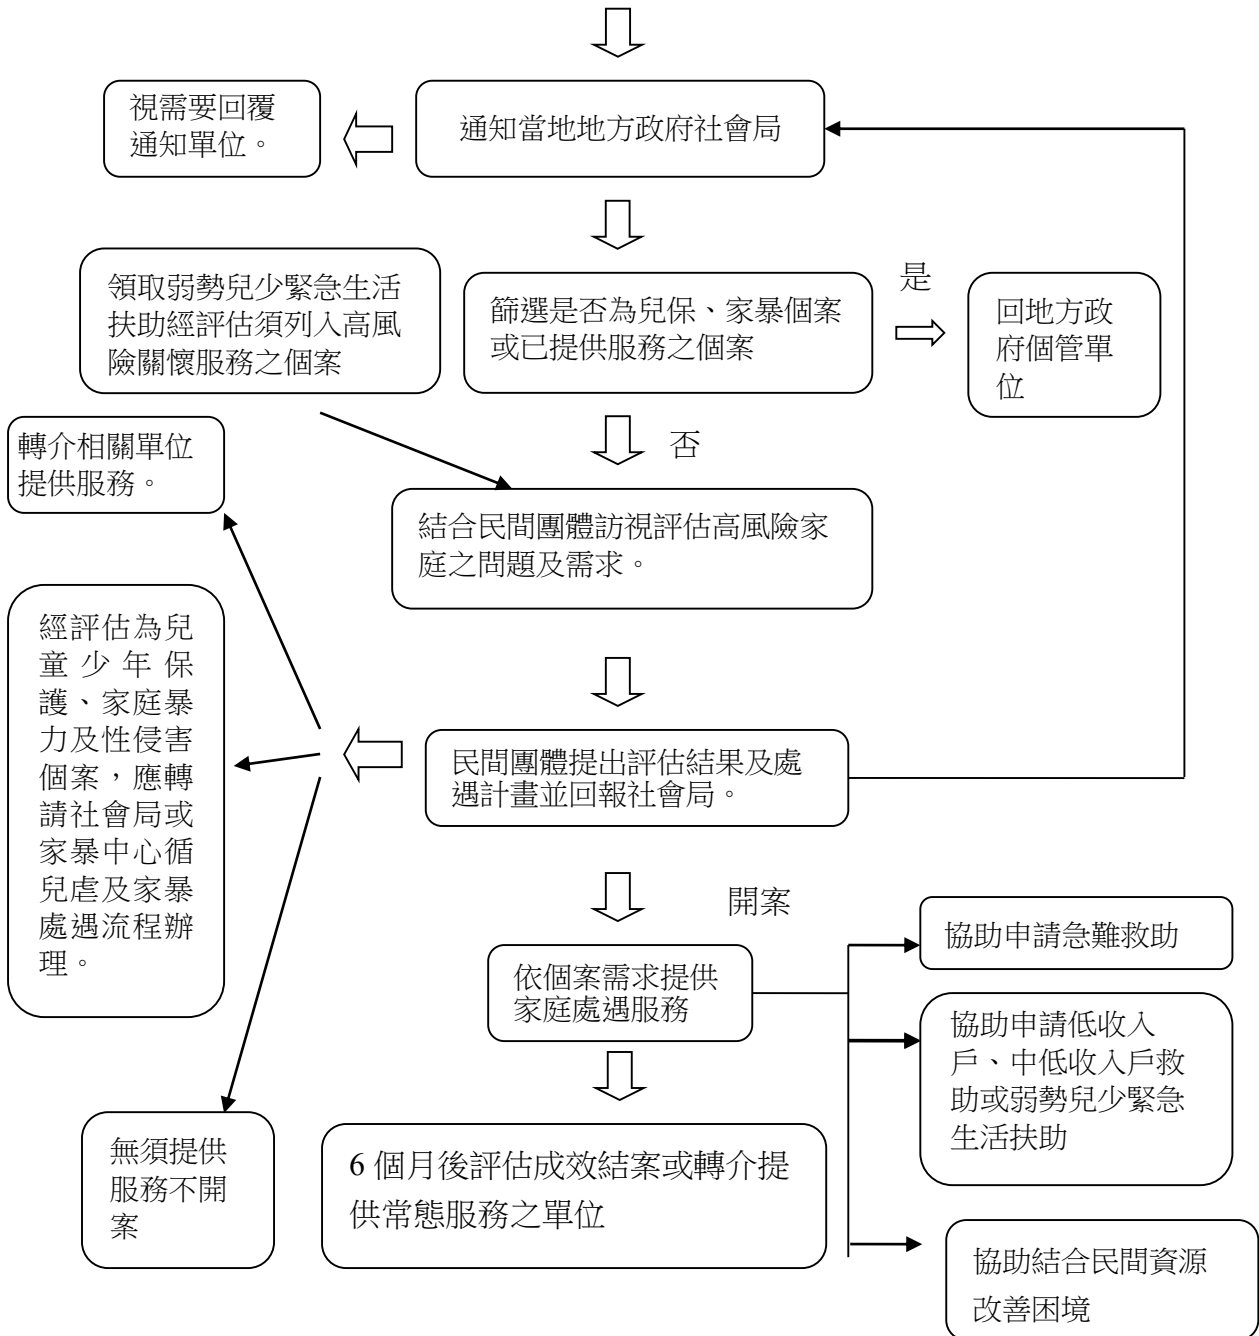 視需要回覆
通知單位。
通知當地地方政府社會局
領取弱勢兒少緊急生活
扶助經評估須列入高風
險關懷服務之個案
篩選是否為兒保、家暴個案
或已提供服務之個案
是
回地方政
府個管單
位
否
轉介相關單位
提供服務。
結合民間團體訪視評估高風險家
庭之問題及需求。
經評估為兒
童少年保
護、家庭暴
力及性侵害
個案，應轉
請社會局或
家暴中心循
兒虐及家暴
處遇流程辦
理。
民間團體提出評估結果及處
遇計畫並回報社會局。
開案
依個案需求提供
家庭處遇服務
協助申請急難救助
協助申請低收入
戶、中低收入戶救
助或弱勢兒少緊急
生活扶助
無須提供
服務不開
案
6 個月後評估成效結案或轉介提
供常態服務之單位
協助結合民間資源
改善困境